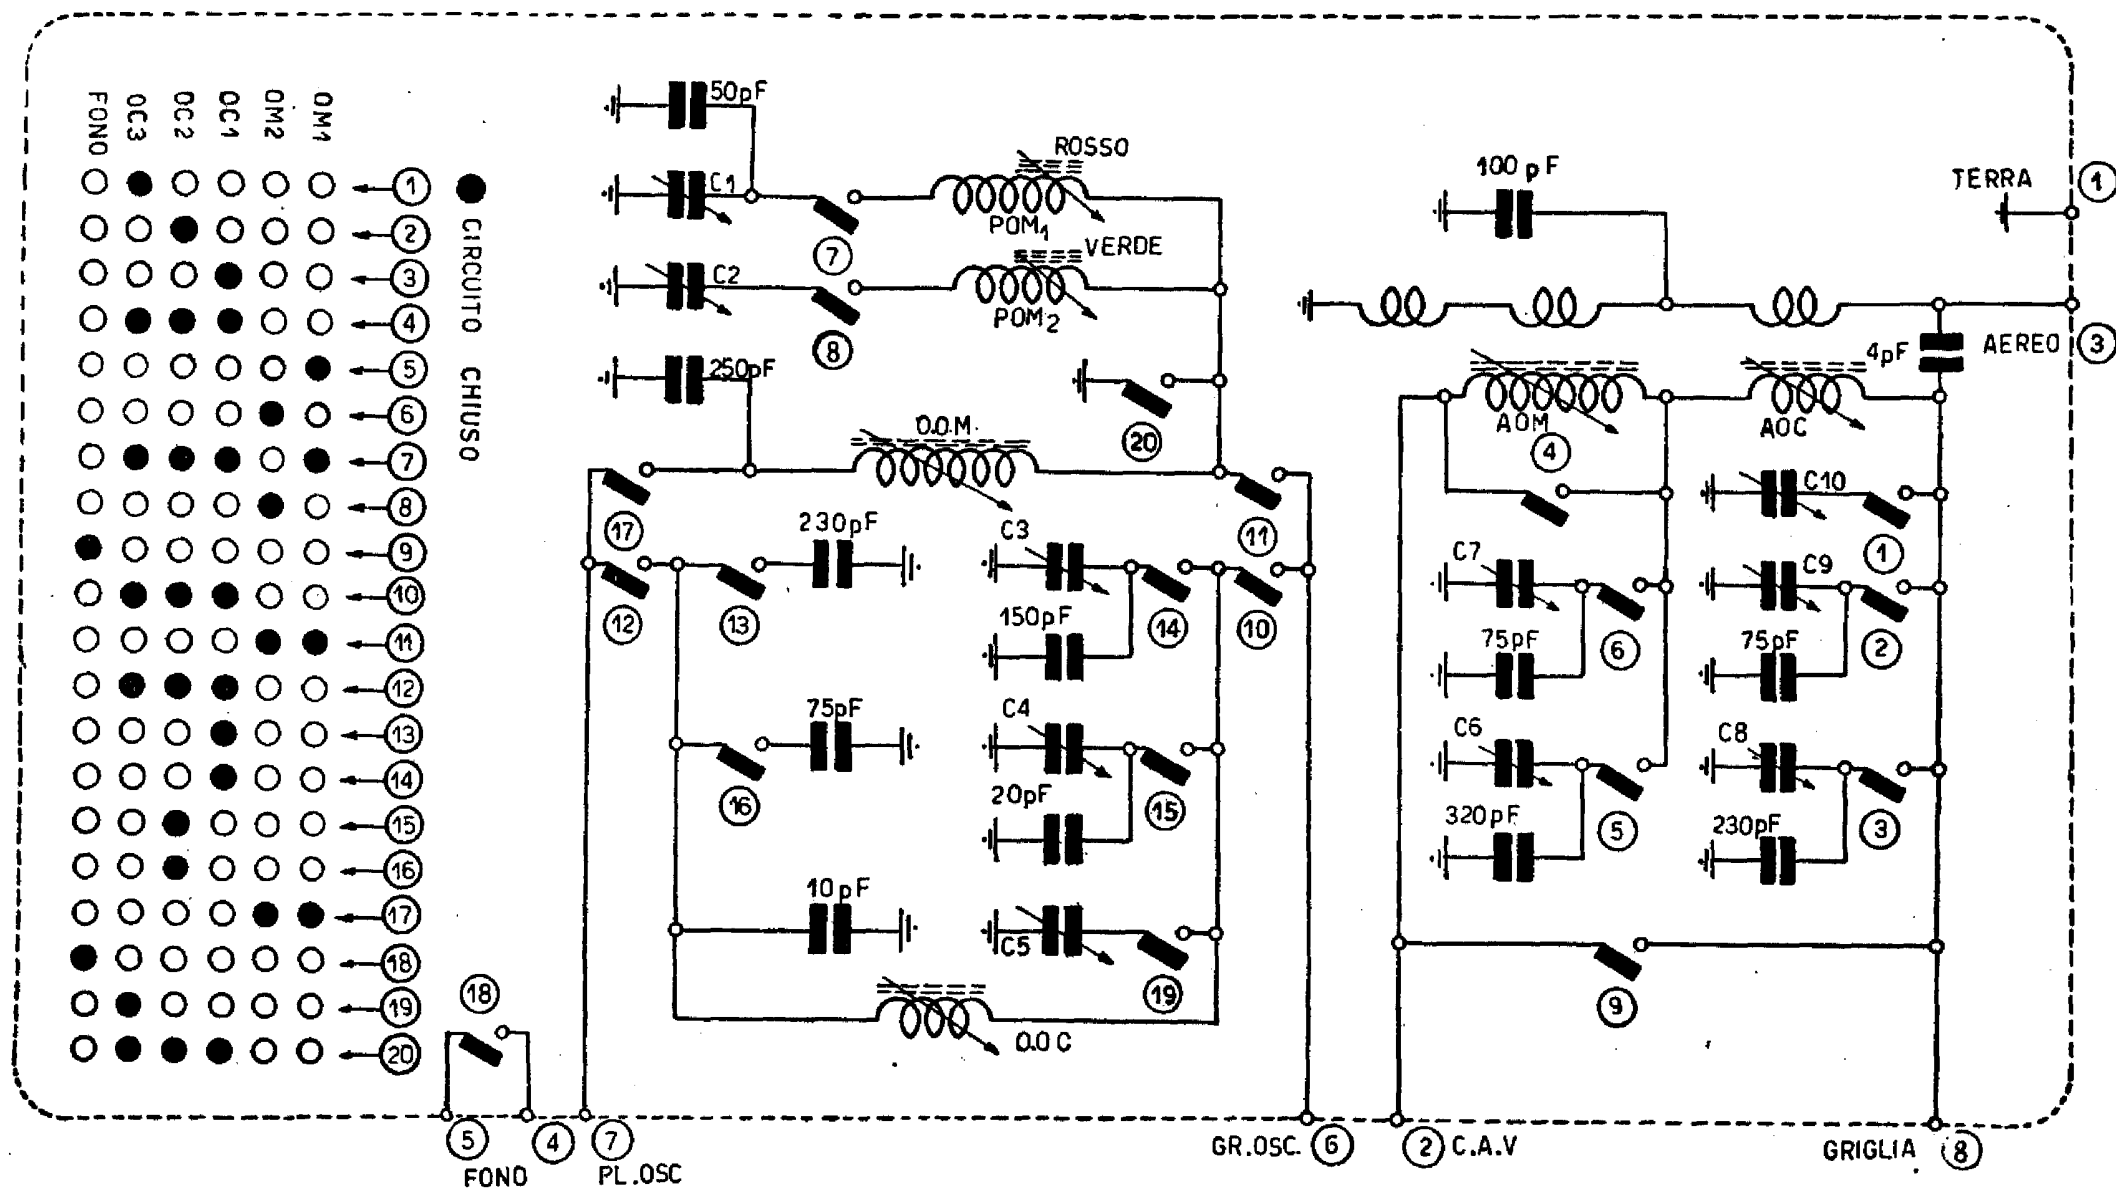 FONO
OC3
OC2
OC1
OM2
OM1
1
2
3
4
5
6
7
8
9
10
11
12
13
14
15
16
17
18
19
20
CIRCUITO CHIUSO
18
5
4
FONO
50pF
C1
7
ROSSO
POM1
C2
8
VERDE
POM2
250pF
20
O.O.M.
17
11
12
13
230pF
C3
14
10
150pF
16
75pF
C4
15
20pF
10pF
C5
19
O.O C
7
PL.OSC
GR.OSC. 6
100 pF
TERRA 1
4pF
AEREO 3
AOM
4
AOC
C10
1
C7
6
75pF
C9
2
75pF
C6
5
320pF
C8
3
230pF
9
2 C.A.V
GRIGLIA 8